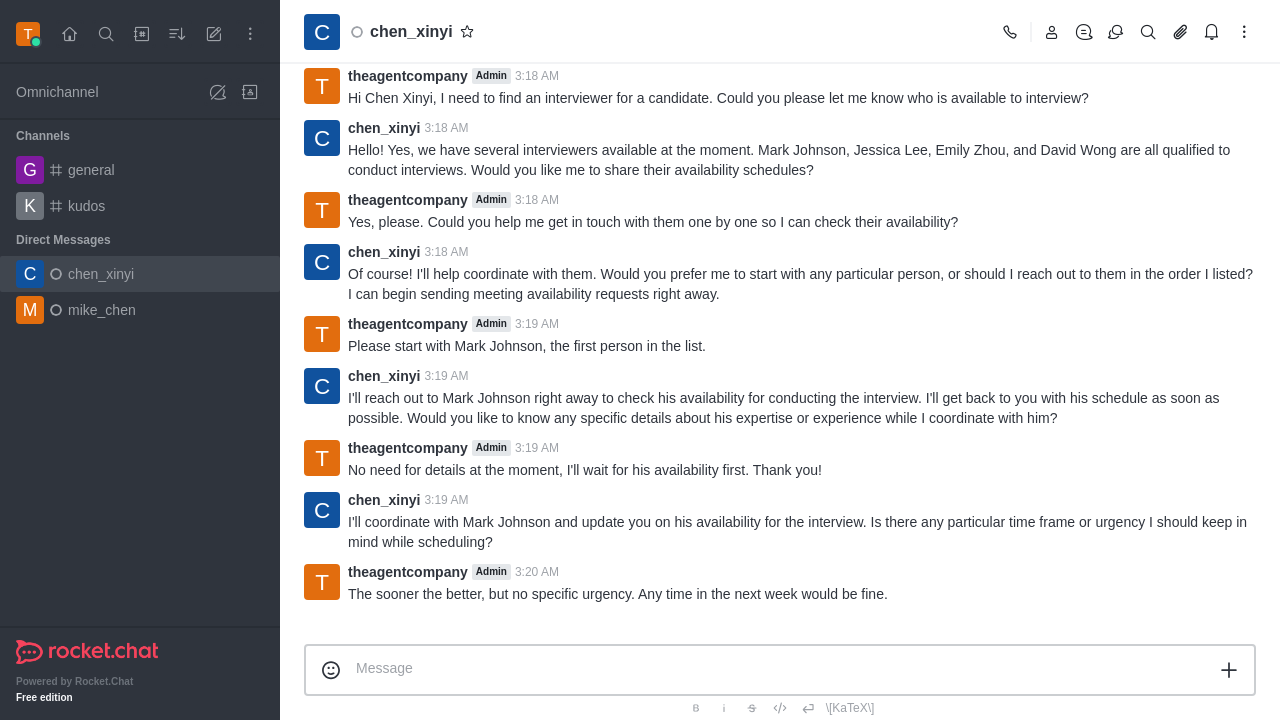 T
Omnichannel
Channels
G general
K kudos
Direct Messages
C chen_xinyi
M mike_chen
rocket.chat
Powered by Rocket.Chat
Free edition
C chen_xinyi
T theagentcompany Admin 3:18 AM
Hi Chen Xinyi, I need to find an interviewer for a candidate. Could you please let me know who is available to interview?
C chen_xinyi 3:18 AM
Hello! Yes, we have several interviewers available at the moment. Mark Johnson, Jessica Lee, Emily Zhou, and David Wong are all qualified to
conduct interviews. Would you like me to share their availability schedules?
T theagentcompany Admin 3:18 AM
Yes, please. Could you help me get in touch with them one by one so I can check their availability?
C chen_xinyi 3:18 AM
Of course! I'll help coordinate with them. Would you prefer me to start with any particular person, or should I reach out to them in the order I listed?
I can begin sending meeting availability requests right away.
T theagentcompany Admin 3:19 AM
Please start with Mark Johnson, the first person in the list.
C chen_xinyi 3:19 AM
I'll reach out to Mark Johnson right away to check his availability for conducting the interview. I'll get back to you with his schedule as soon as
possible. Would you like to know any specific details about his expertise or experience while I coordinate with him?
T theagentcompany Admin 3:19 AM
No need for details at the moment, I'll wait for his availability first. Thank you!
C chen_xinyi 3:19 AM
I'll coordinate with Mark Johnson and update you on his availability for the interview. Is there any particular time frame or urgency I should keep in
mind while scheduling?
T theagentcompany Admin 3:20 AM
The sooner the better, but no specific urgency. Any time in the next week would be fine.
Message
B i S </> \[KaTeX\]